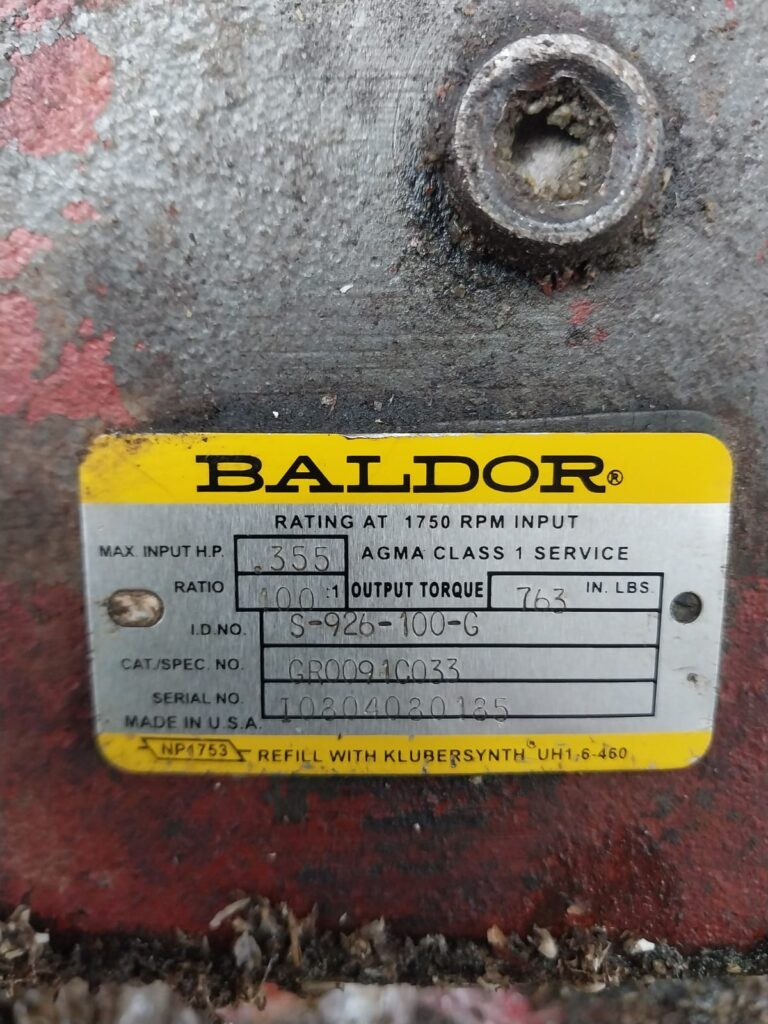 BALDOR®
RATING AT 1750 RPM INPUT
MAX. INPUT H.P. .355 AGMA CLASS 1 SERVICE
RATIO 100 :1 OUTPUT TORQUE 763 IN. LBS.
I.D.NO. S-926-100-G
CAT./SPEC. NO. GR0091C033
SERIAL NO. I0804080185
MADE IN U.S.A.
NP1753 REFILL WITH KLUBERSYNTH® UH1,6-460